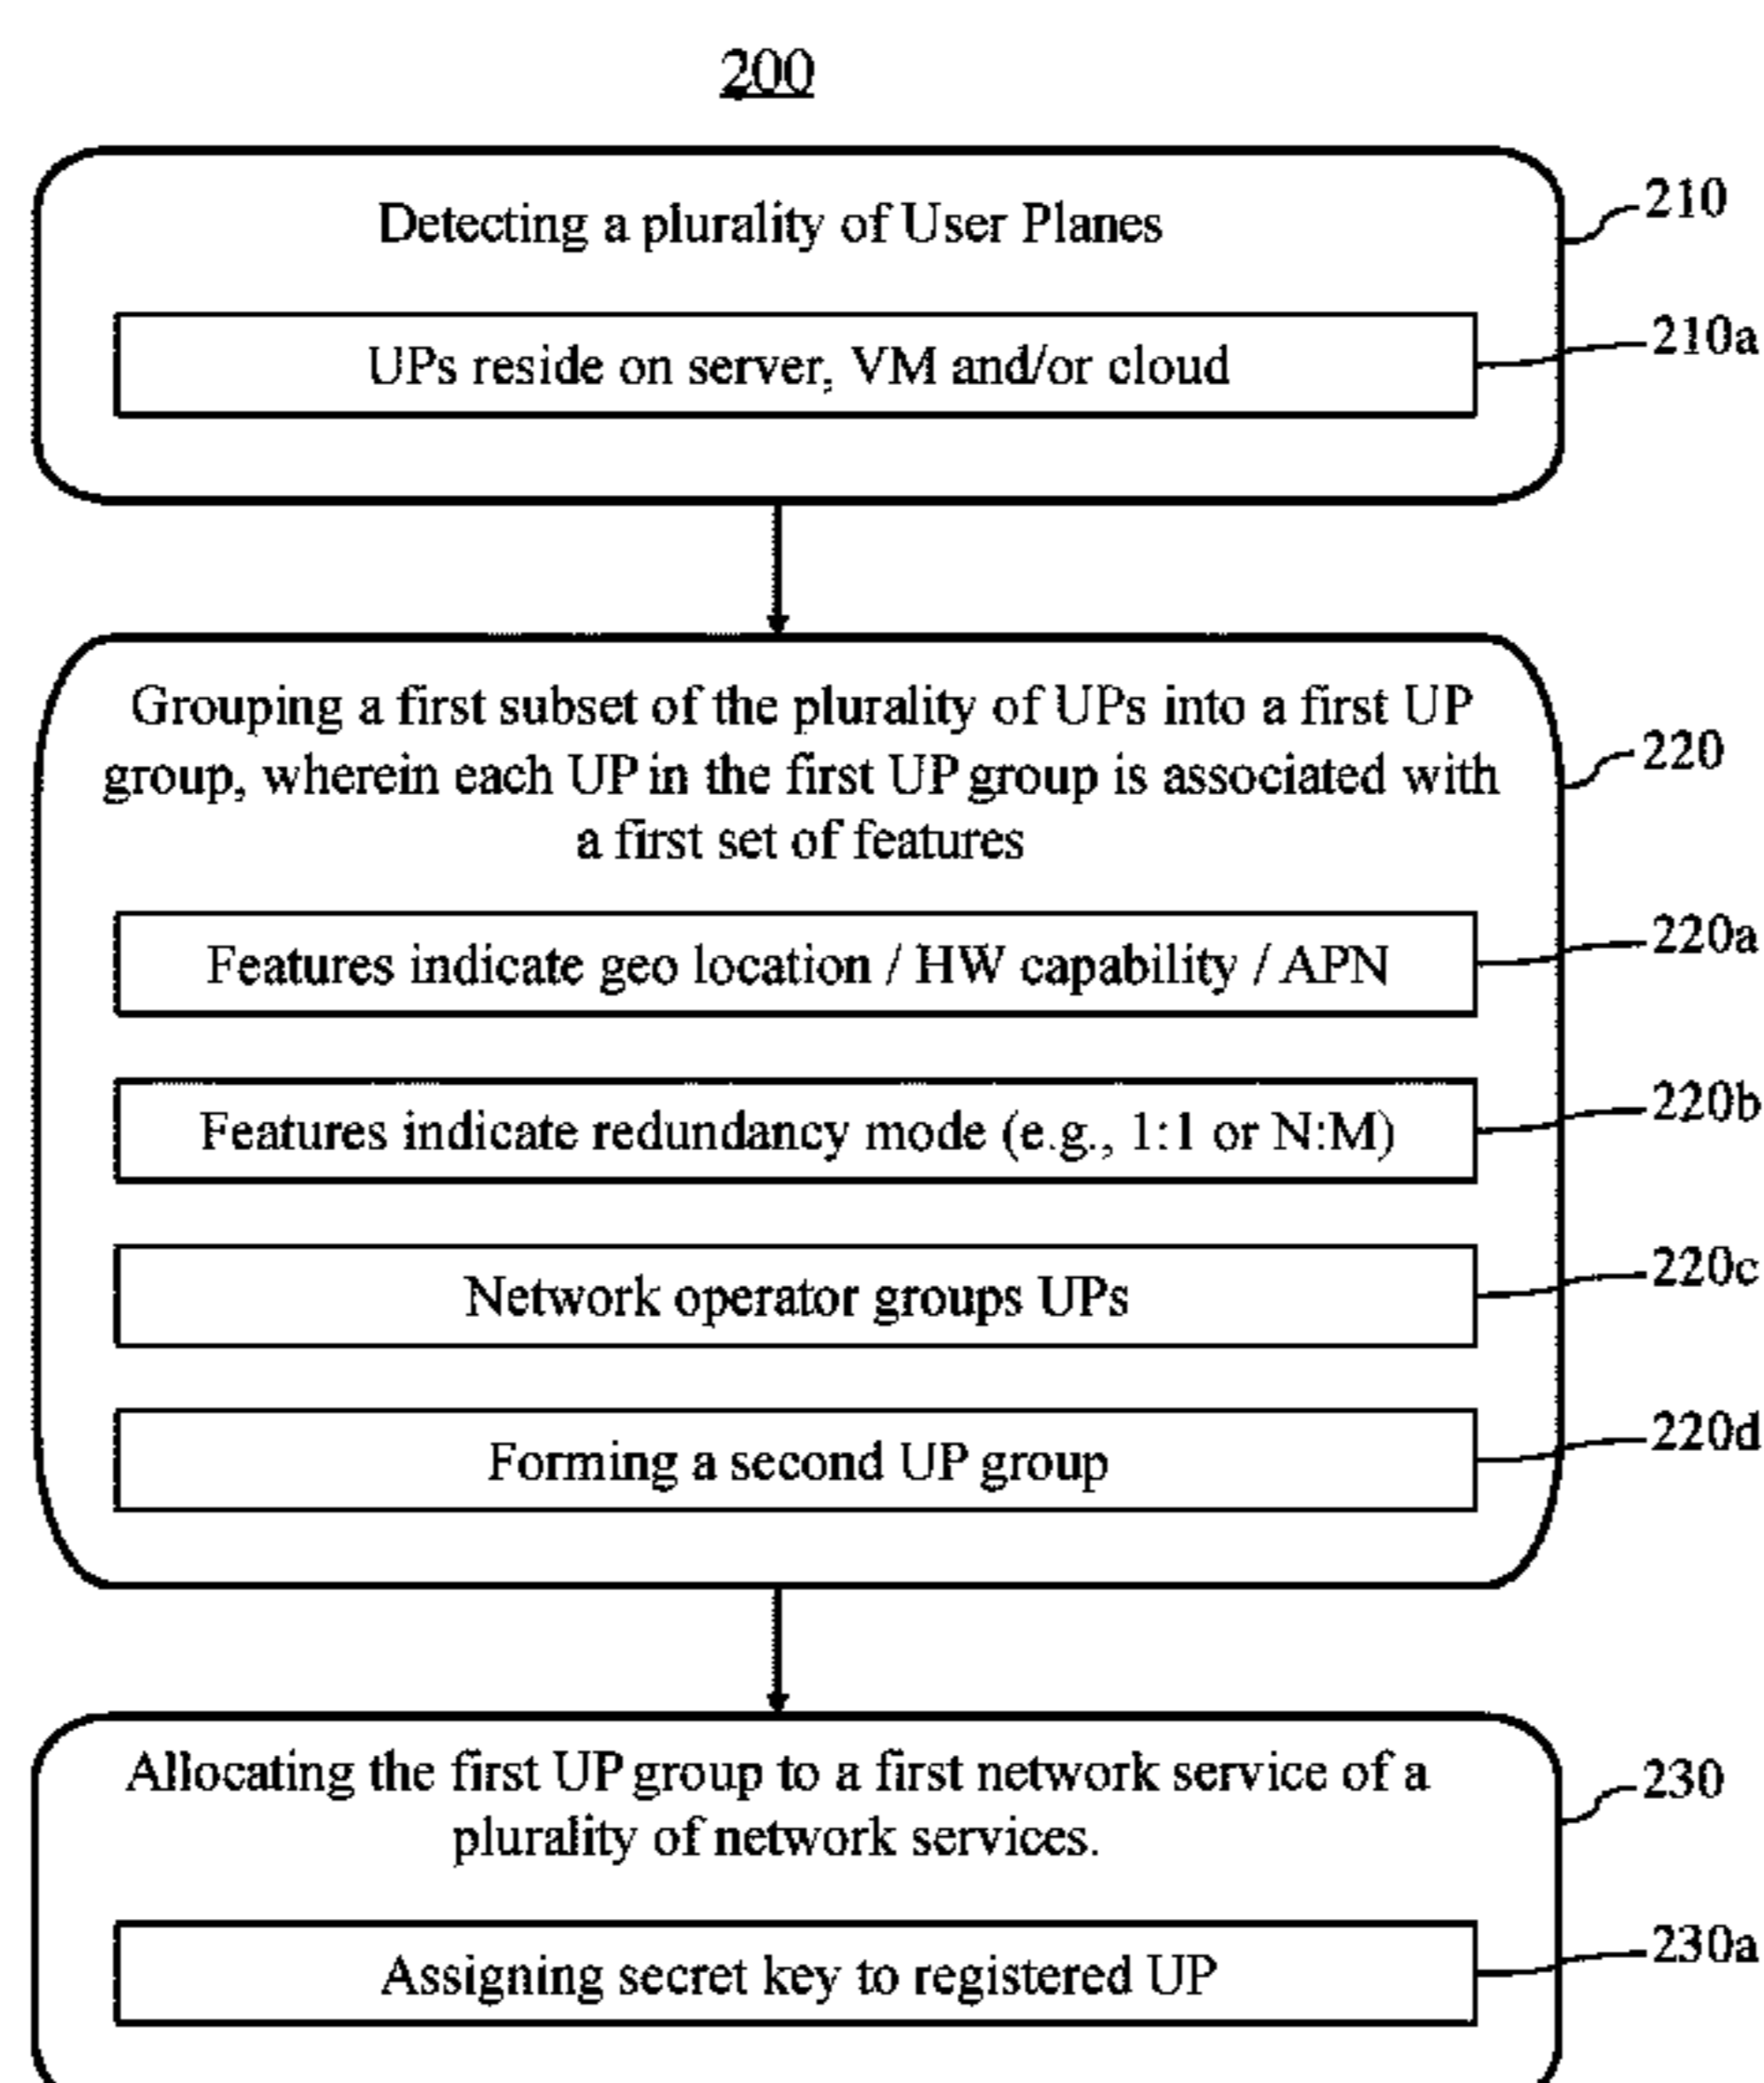 200
Detecting a plurality of User Planes
210
UPs reside on server, VM and/or cloud
210a
Grouping a first subset of the plurality of UPs into a first UP
group, wherein each UP in the first UP group is associated with
a first set of features
220
Features indicate geo location / HW capability / APN
220a
Features indicate redundancy mode (e.g., 1:1 or N:M)
220b
Network operator groups UPs
220c
Forming a second UP group
220d
Allocating the first UP group to a first network service of a
plurality of network services.
230
Assigning secret key to registered UP
230a